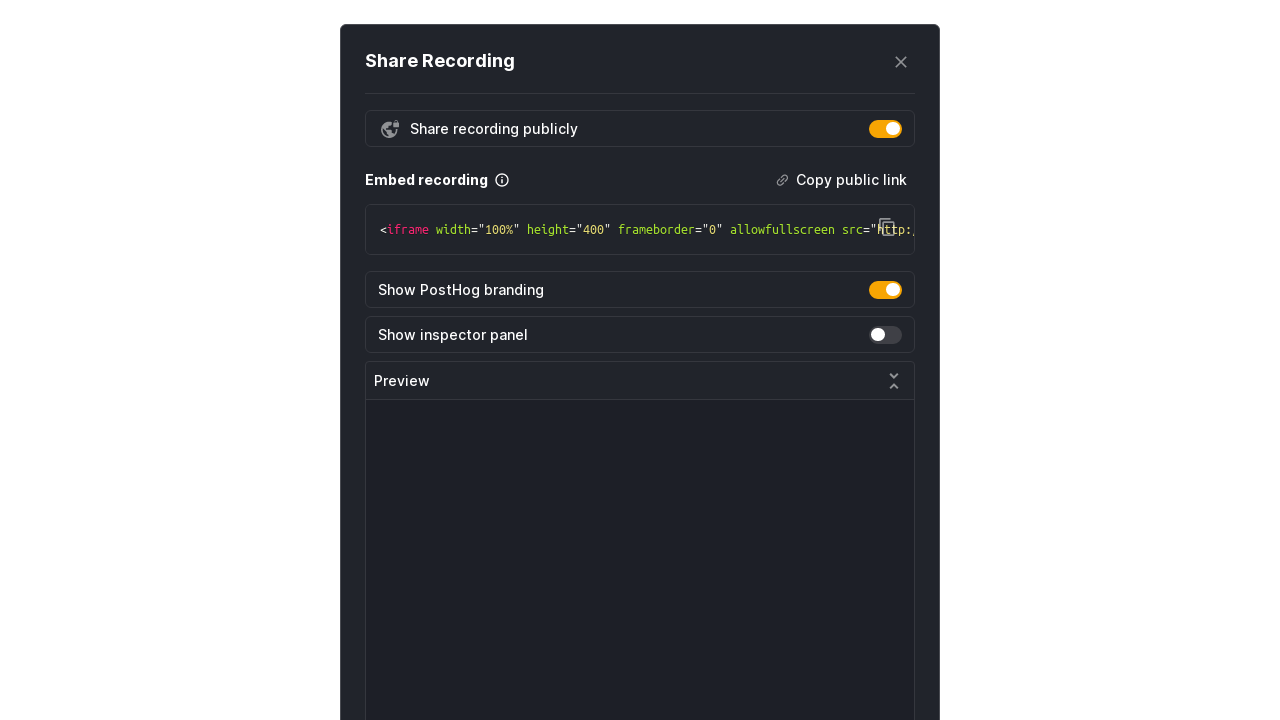 Share Recording
Share recording publicly
Embed recording
Copy public link
<iframe width="100%" height="400" frameborder="0" allowfullscreen src="http:/
Show PostHog branding
Show inspector panel
Preview